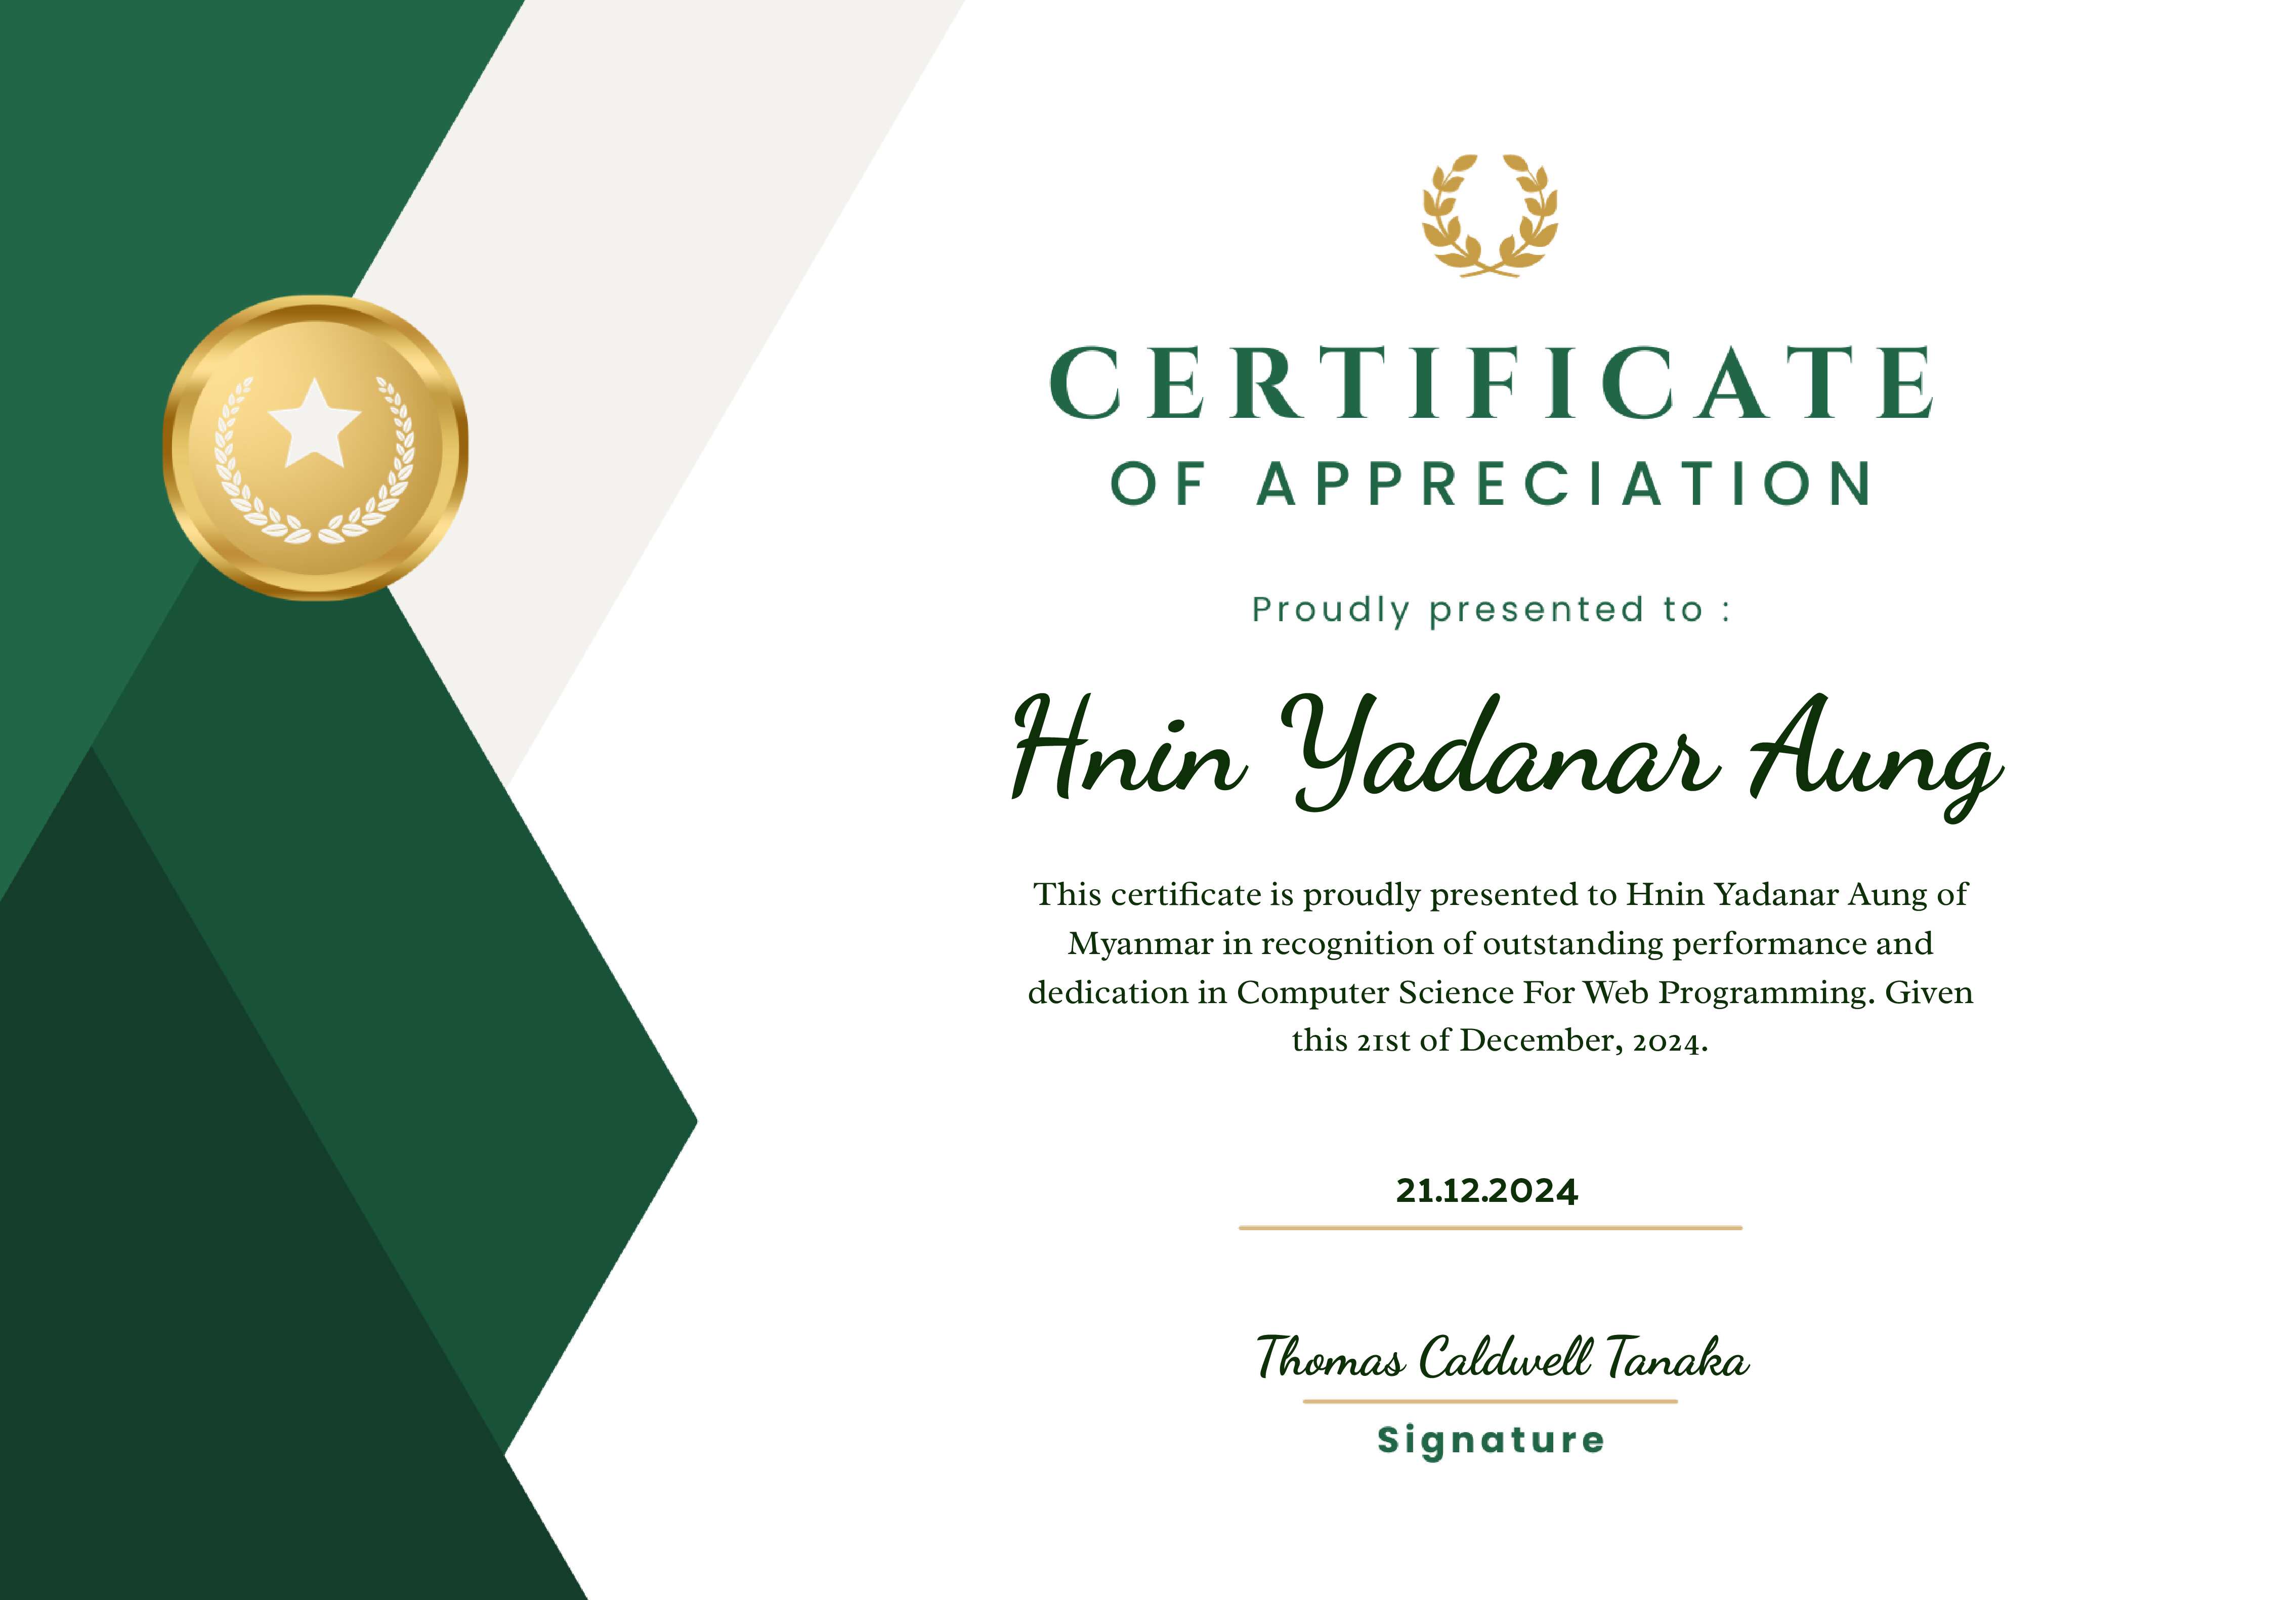 CERTIFICATE
OF APPRECIATION
Proudly presented to :
Hnin Yadanar Aung
This certificate is proudly presented to Hnin Yadanar Aung of
Myanmar in recognition of outstanding performance and
dedication in Computer Science For Web Programming. Given
this 21st of December, 2024.
21.12.2024
Thomas Caldwell Tanaka
Signature